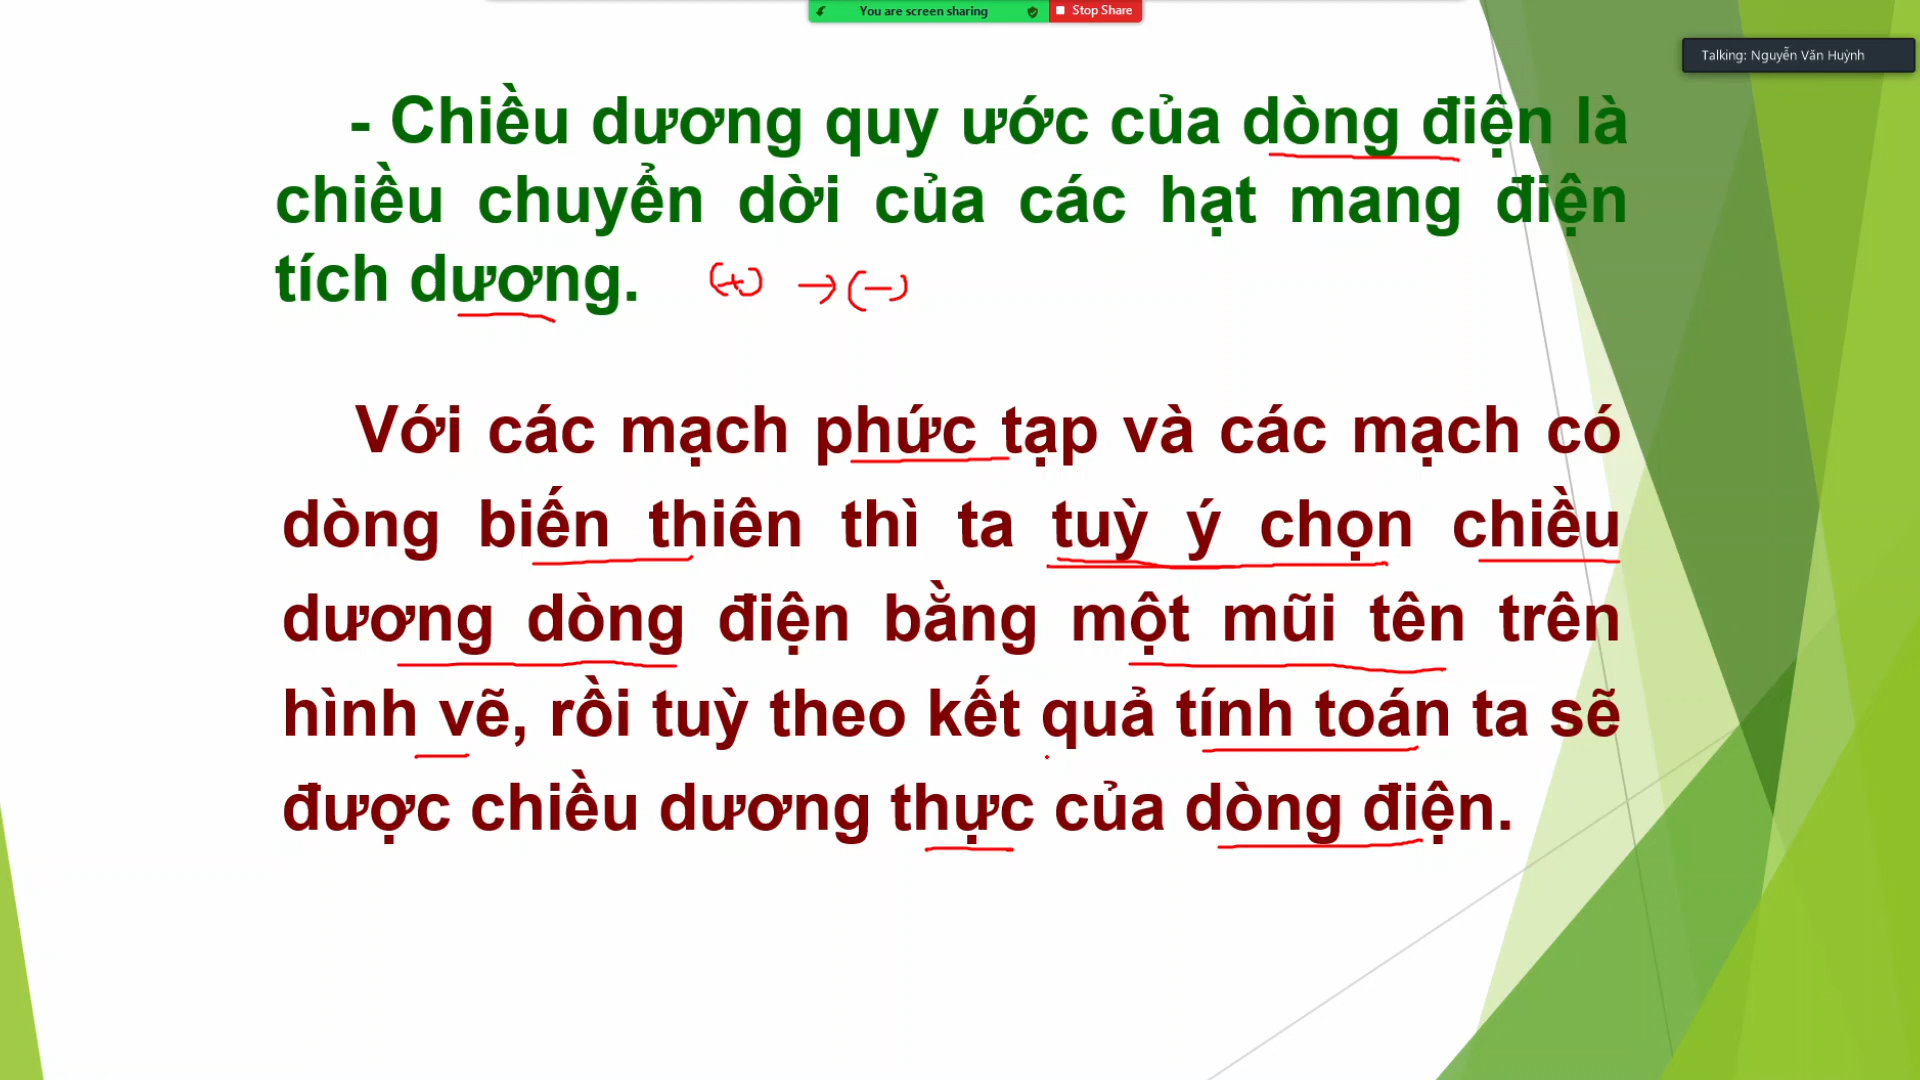 You are screen sharing
Stop Share
Talking: Nguyễn Văn Huỳnh
- Chiều dương quy ước của dòng điện là
chiều chuyển dời của các hạt mang điện
tích dương. (+) → (-)
Với các mạch phức tạp và các mạch có
dòng biến thiên thì ta tuỳ ý chọn chiều
dương dòng điện bằng một mũi tên trên
hình vẽ, rồi tuỳ theo kết quả tính toán ta sẽ
được chiều dương thực của dòng điện.